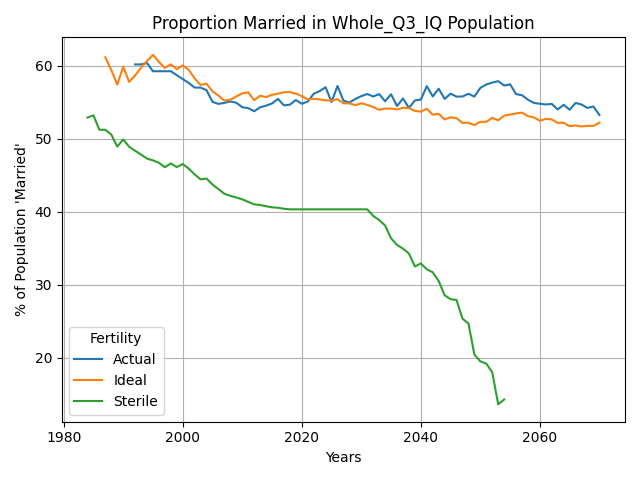 Proportion Married in Whole_Q3_IQ Population
% of Population 'Married'
60
50
40
30
20
Fertility
Actual
Ideal
Sterile
1980
2000
2020
2040
2060
Years